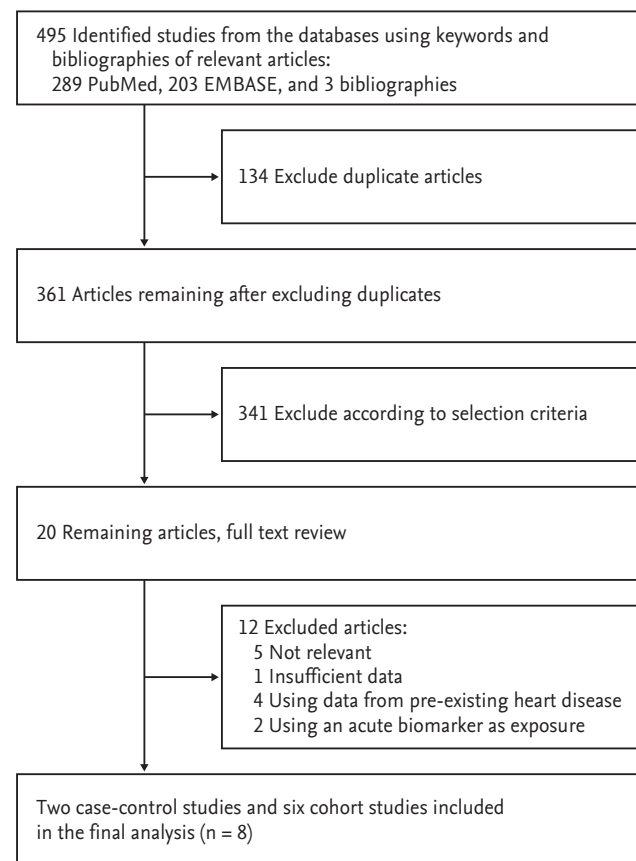 495 Identified studies from the databases using keywords and
bibliographies of relevant articles:
289 PubMed, 203 EMBASE, and 3 bibliographies
134 Exclude duplicate articles
361 Articles remaining after excluding duplicates
341 Exclude according to selection criteria
20 Remaining articles, full text review
12 Excluded articles:
5 Not relevant
1 Insufficient data
4 Using data from pre-existing heart disease
2 Using an acute biomarker as exposure
Two case-control studies and six cohort studies included
in the final analysis (n = 8)